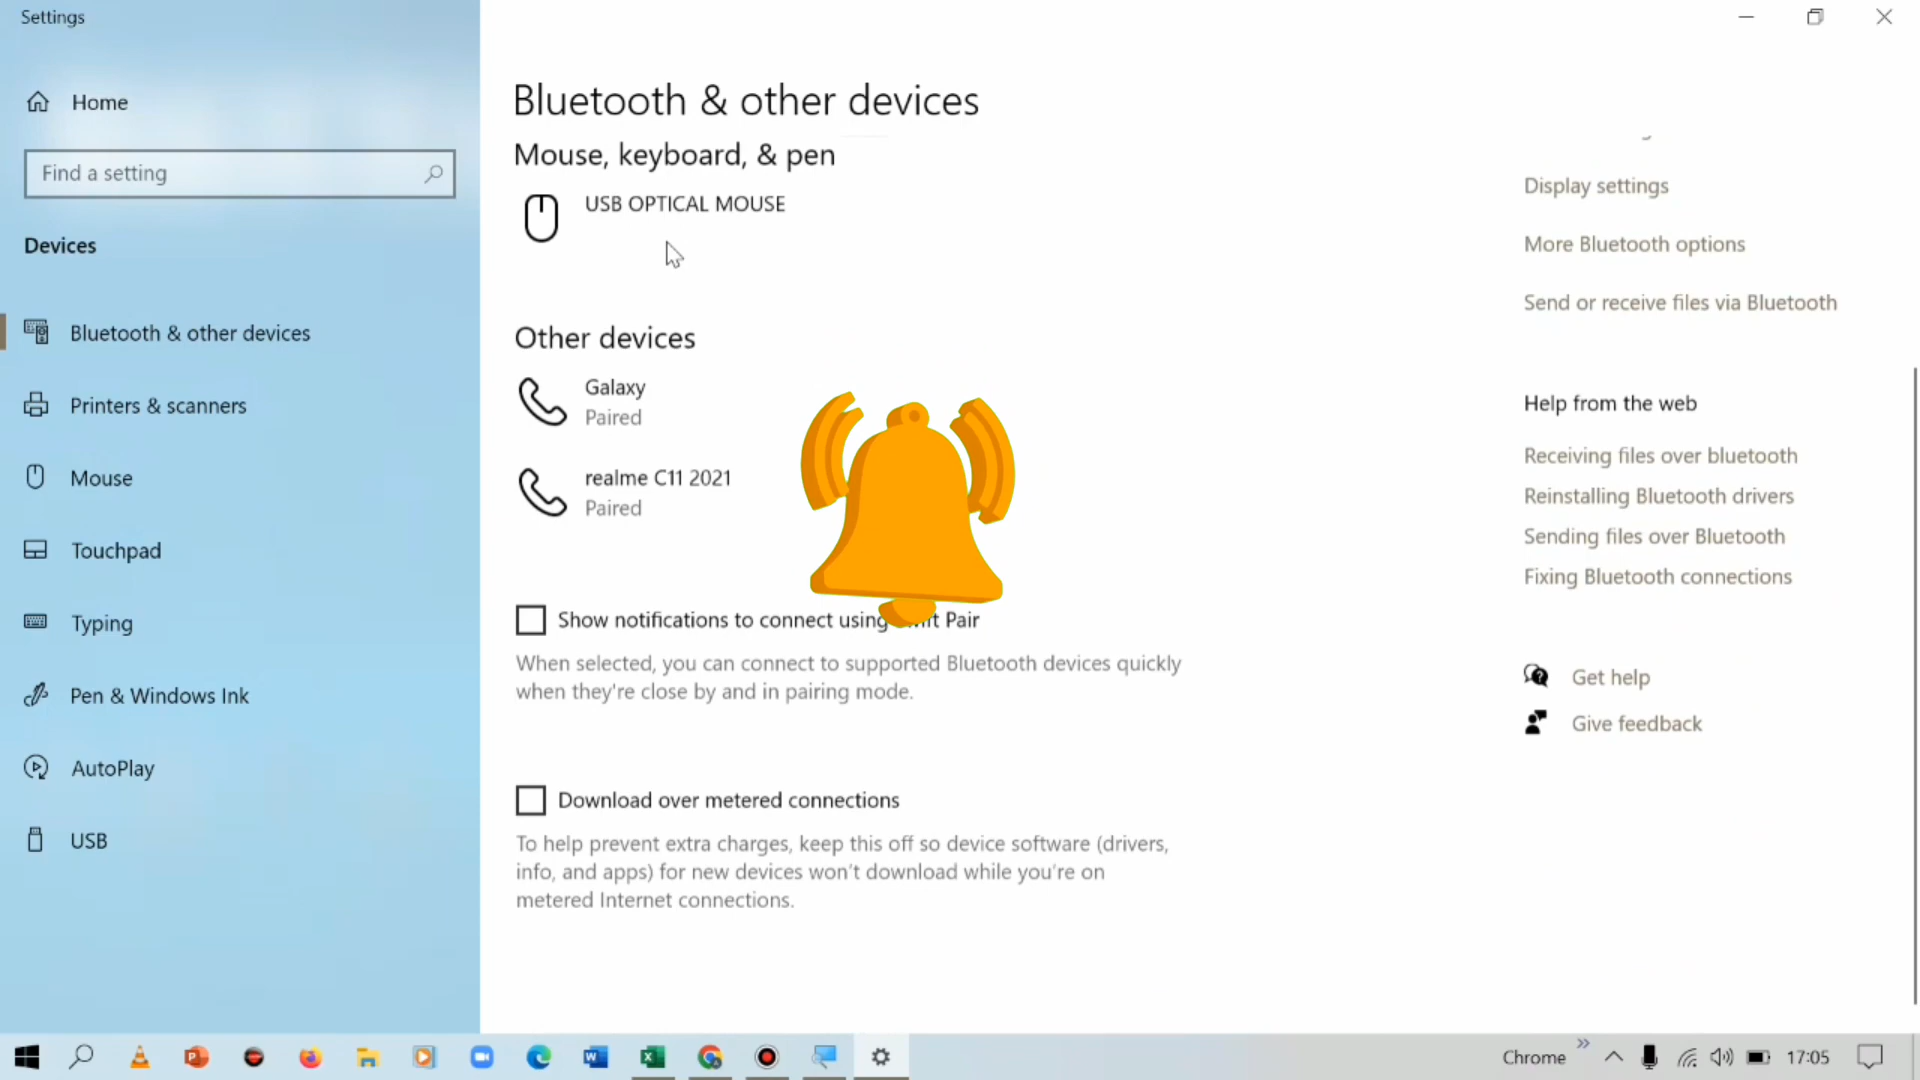 Settings
Home
Find a setting
Devices
Bluetooth & other devices
Printers & scanners
Mouse
Touchpad
Typing
Pen & Windows Ink
AutoPlay
USB
Bluetooth & other devices
Mouse, keyboard, & pen
USB OPTICAL MOUSE
Other devices
Galaxy
Paired
realme C11 2021
Paired
Show notifications to connect using Pair
When selected, you can connect to supported Bluetooth devices quickly
when they're close by and in pairing mode.
Download over metered connections
To help prevent extra charges, keep this off so device software (drivers,
info, and apps) for new devices won't download while you're on
metered Internet connections.
Display settings
More Bluetooth options
Send or receive files via Bluetooth
Help from the web
Receiving files over bluetooth
Reinstalling Bluetooth drivers
Sending files over Bluetooth
Fixing Bluetooth connections
Get help
Give feedback
Chrome
17:05